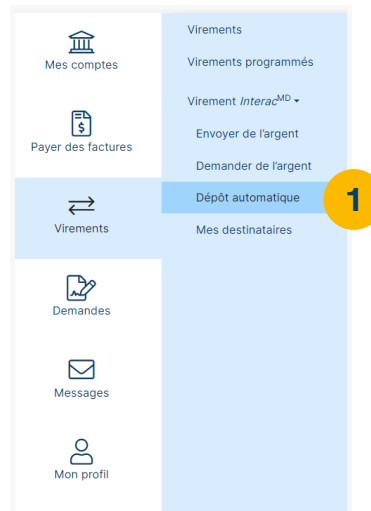 Mes comptes
Payer des factures
$
Virements
Demandes
Messages
Mon profil
Virements
Virements programmés
Virement Interac^MD
Envoyer de l'argent
Demander de l'argent
Dépôt automatique
1
Mes destinataires